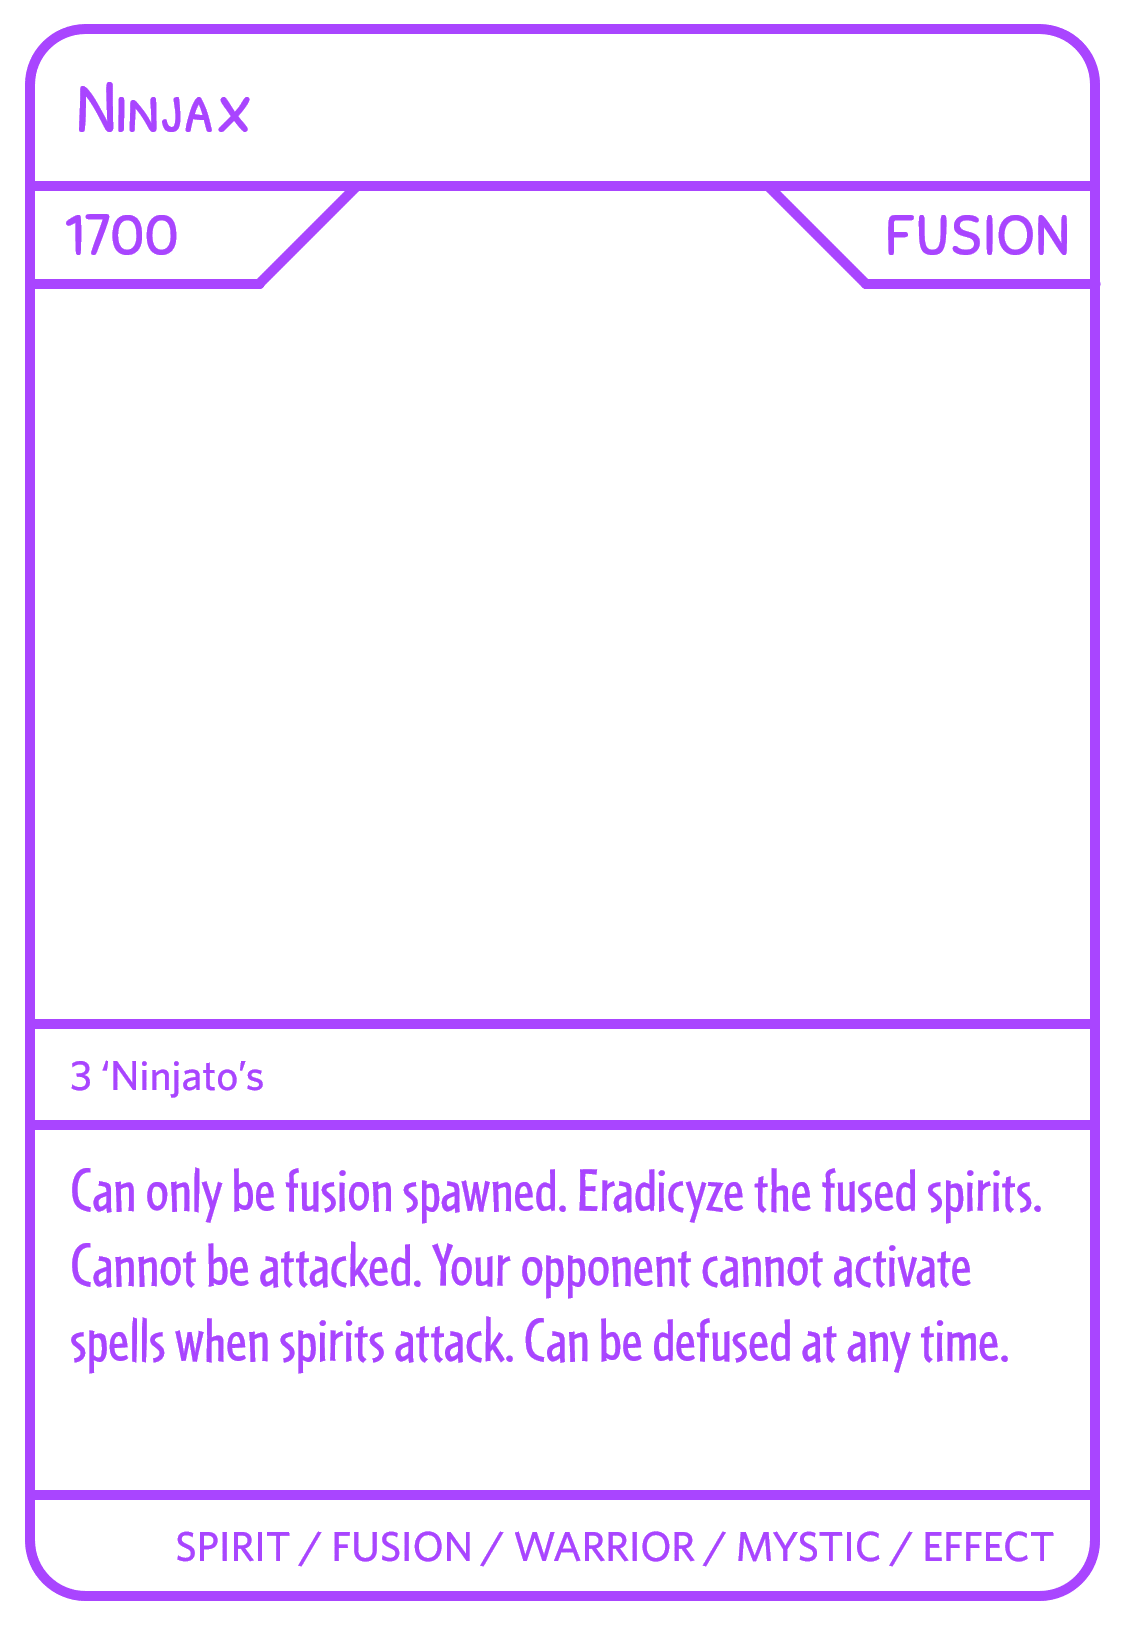 Ninjax
1700
FUSION
3 ‘Ninjato’s
Can only be fusion spawned. Eradicyze the fused spirits.
Cannot be attacked. Your opponent cannot activate
spells when spirits attack. Can be defused at any time.
SPIRIT / FUSION / WARRIOR / MYSTIC / EFFECT